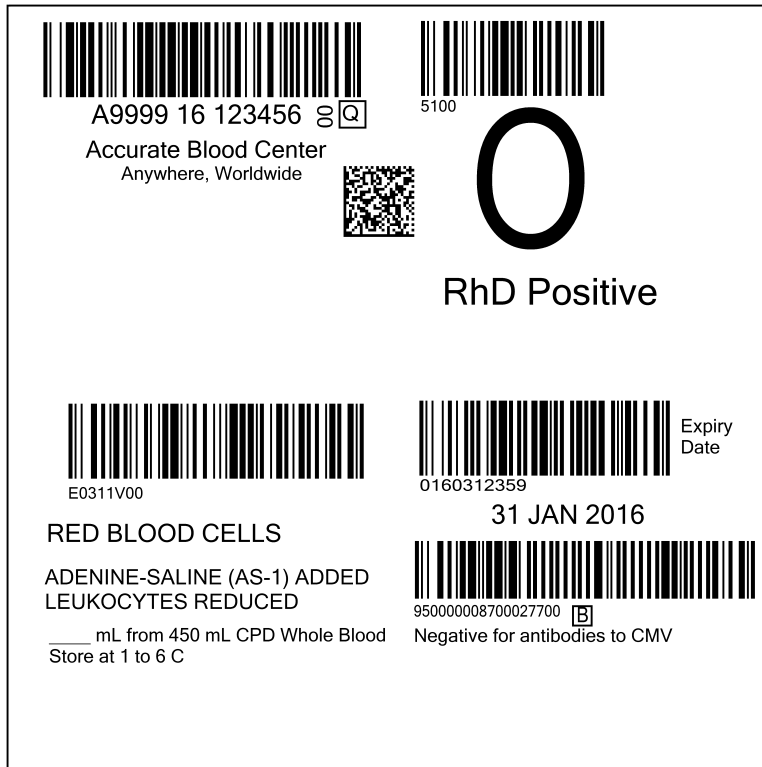 A9999 16 123456 00 Q
Accurate Blood Center
Anywhere, Worldwide
5100
O
RhD Positive
E0311V00
RED BLOOD CELLS
ADENINE-SALINE (AS-1) ADDED
LEUKOCYTES REDUCED
____ mL from 450 mL CPD Whole Blood
Store at 1 to 6 C
Expiry
Date
0160312359
31 JAN 2016
950000008700027700 B
Negative for antibodies to CMV